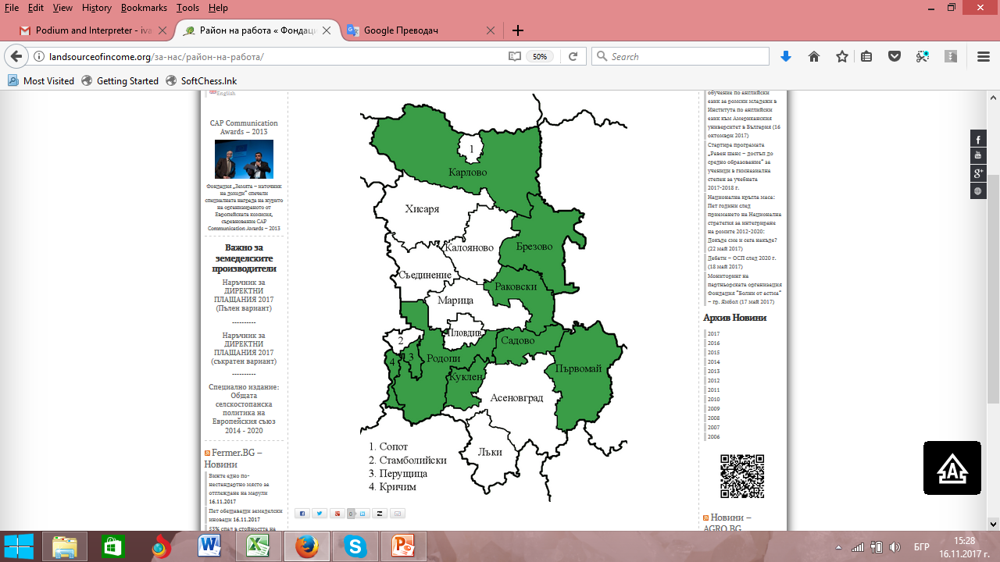 File Edit View History Bookmarks Tools Help
Podium and Interpreter - iva
Район на работа « Фондаци
Google Преводач
landsourceofincome.org/за-нас/район-на-работа/
50%
Search
Most Visited
Getting Started
SoftChess.lnk
English
CAP Communication
Awards – 2013
Фондация „Земята – източник
на доходи“ спечели
специалната награда на журито
на организираното от
Европейската комисия,
съревнование CAP
Communication Awards – 2013
Важно за
земеделските
производители
Наръчник за
ДИРЕКТНИ
ПЛАЩАНИЯ 2017
(Пълен вариант)
----------
Наръчник за
ДИРЕКТНИ
ПЛАЩАНИЯ 2017
(съкратен вариант)
----------
Специално издание:
Общата
селскостопанска
политика на
Европейския съюз
2014 - 2020
Fermer.BG –
Новини
Вижте едно по-
нестандартно място за
отглеждане на марули
16.11.2017
Пет обещаващи земеделски
иноваци 16.11.2017
53% спад в стойността на
1
Карлово
Хисаря
Калояново
Брезово
Съединение
Раковски
Марица
Пловдив
2
Садово
4
3
Родопи
Куклен
Първомай
Асеновград
Лъки
1. Сопот
2. Стамболийски
3. Перущица
4. Кричим
0
обучение по английски
език за ромски младежи в
Института по английски
език към Американския
университет в България (16
октомври 2017)
Стартира програмата
„Равен шанс – достъп до
средно образование“ за
ученици в гимназиална
степен за учебната
2017-2018 г.
Национална кръгла маса:
Пет години след
приемането на Национална
стратегия за интегриране
на ромите 2012-2020:
Докъде сме и сега накъде?
(22 май 2017)
Дебати – ОСП след 2020 г.
(18 май 2017)
Мониторинг на
партньорската организация
Фондация “Болни от астма”
– гр. Ямбол (17 май 2017)
Архив Новини
2017
2016
2015
2014
2013
2012
2011
2010
2009
2008
2007
2006
Новини –
AGRO.BG
БГР
15:28
16.11.2017 г.